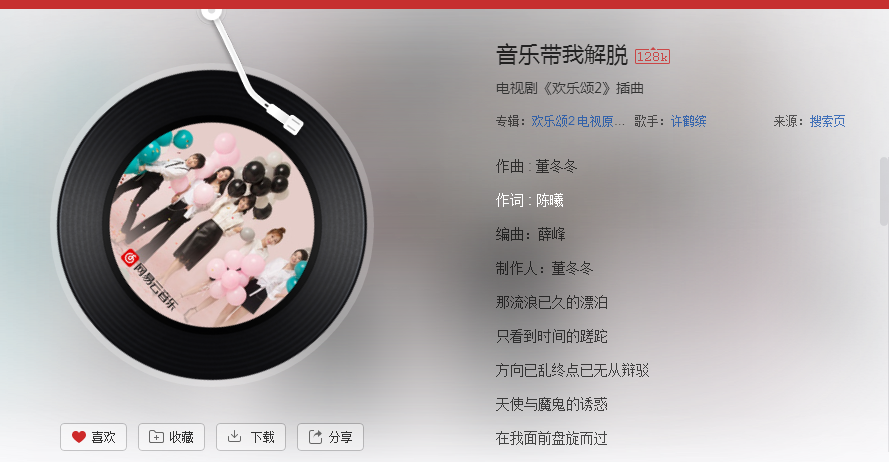 音乐带我解脱 128k
电视剧《欢乐颂2》插曲
专辑：欢乐颂2电视原... 歌手：许鹤缤 来源：搜索页
作曲 : 董冬冬
作词 : 陈曦
编曲：薛峰
制作人：董冬冬
那流浪已久的漂泊
只看到时间的蹉跎
方向已乱终点已无从辩驳
天使与魔鬼的诱惑
在我面前盘旋而过
网易云音乐
喜欢 收藏 下载 分享